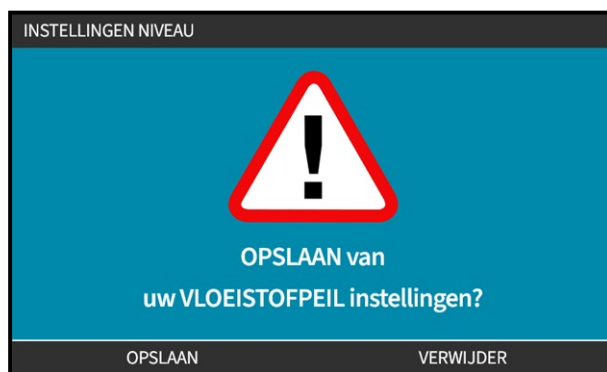 INSTELLINGEN NIVEAU
!
OPSLAAN van
uw VLOEISTOFPEIL instellingen?
OPSLAAN VERWIJDER